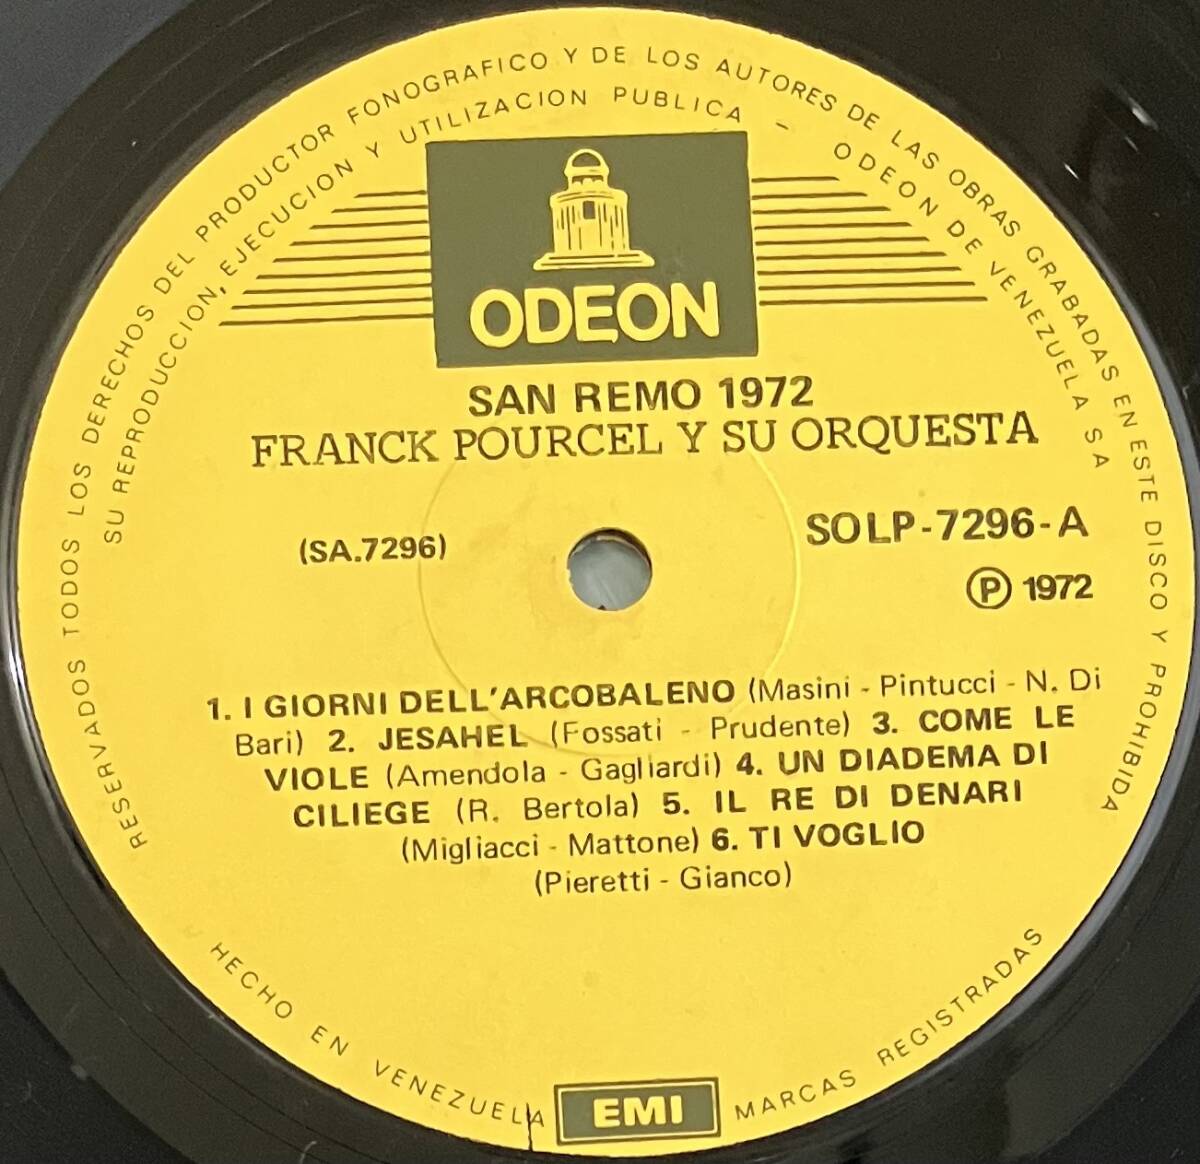 RESERVADOS TODOS LOS DERECHOS DEL PRODUCTOR FONOGRAFICO Y DE LOS AUTORES DE LAS OBRAS GRABADAS EN ESTE DISCO Y PROHIBIDA
SU REPRODUCCION, EJECUCION Y UTILIZACION PUBLICA - ODEON DE VENEZUELA S A
ODEON
SAN REMO 1972
FRANCK POURCEL Y SU ORQUESTA
(SA.7296)
SOLP-7296-A
Ⓟ 1972
1. I GIORNI DELL'ARCOBALENO (Masini - Pintucci - N. Di
Bari) 2. JESAHEL (Fossati - Prudente) 3. COME LE
VIOLE (Amendola - Gagliardi) 4. UN DIADEMA DI
CILIEGE (R. Bertola) 5. IL RE DI DENARI
(Migliacci - Mattone) 6. TI VOGLIO
(Pieretti - Gianco)
HECHO EN VENEZUELA
EMI
MARCAS REGISTRADAS